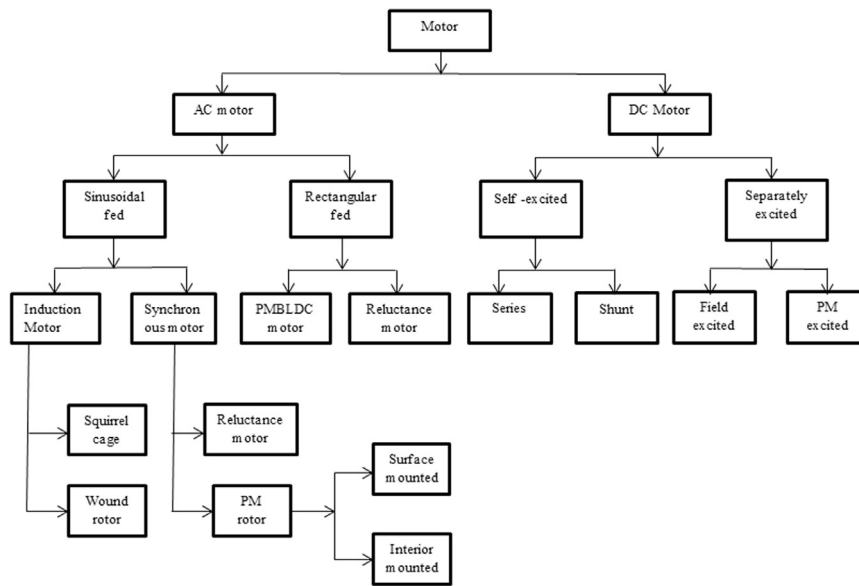 Motor
AC motor
DC Motor
Sinusoidal
fed
Rectangular
fed
Self -excited
Separately
excited
Induction
Motor
Synchron
ous motor
PMBLDC
motor
Reluctance
motor
Series
Shunt
Field
excited
PM
excited
Squirrel
cage
Reluctance
motor
Surface
mounted
Wound
rotor
PM
rotor
Interior
mounted